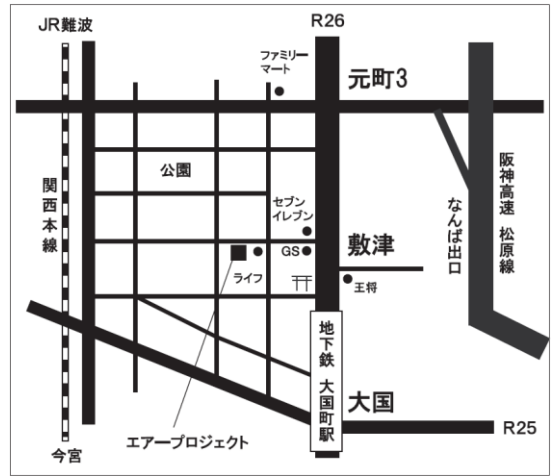 JR難波
R26
ファミリー
マート
元町3
公園
関西本線
阪神高速 松原線
なんば出口
セブン
イレブン
敷津
GS
ライフ
王将
地下鉄 大国町駅
大国
R25
エアープロジェクト
今宮